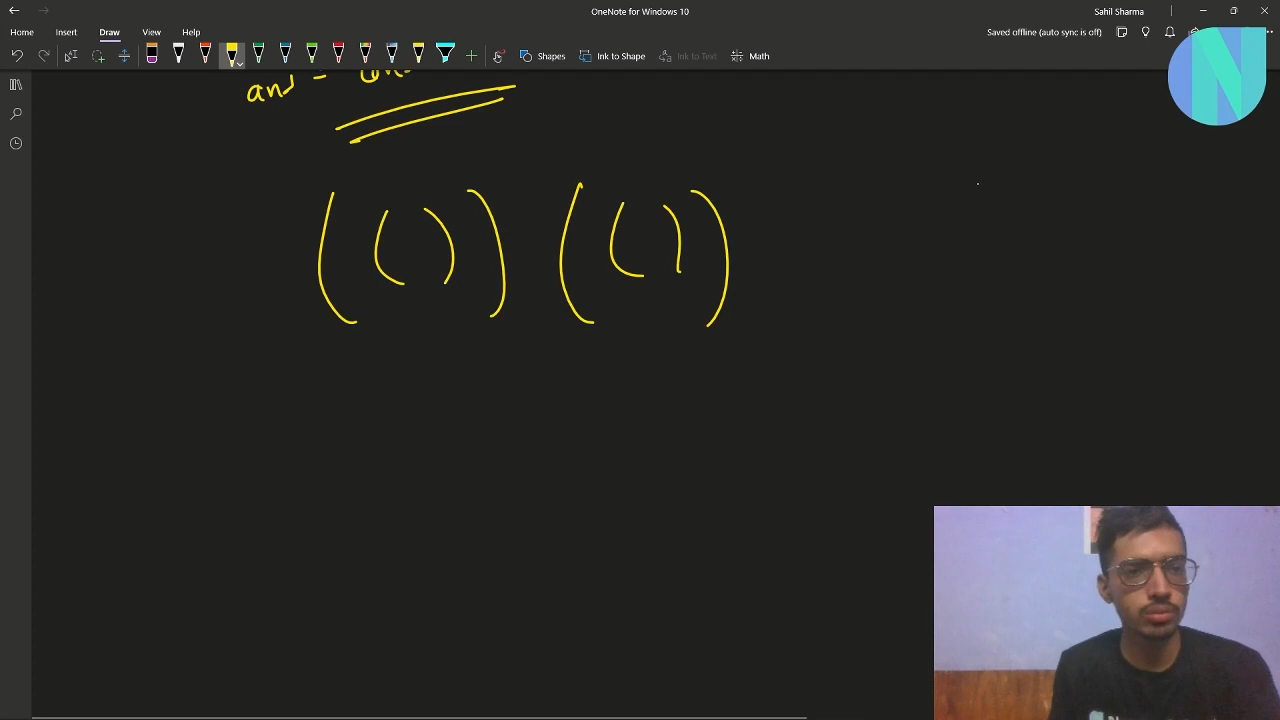 OneNote for Windows 10
Sahil Sharma
Home Insert Draw View Help
Saved offline (auto sync is off)
Shapes Ink to Shape Ink to Text Math
ans =
( ( ) ) ( ( ) )
N